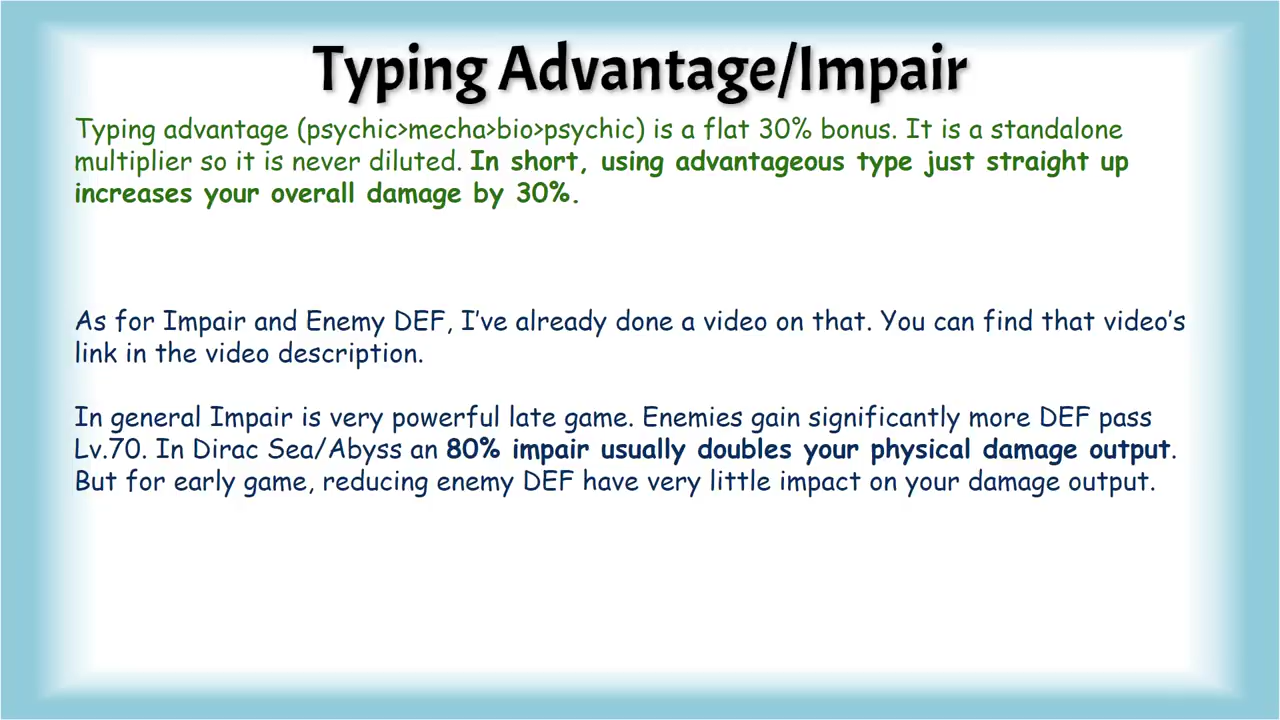 Typing Advantage/Impair
Typing advantage (psychic>mecha>bio>psychic) is a flat 30% bonus. It is a standalone
multiplier so it is never diluted. In short, using advantageous type just straight up
increases your overall damage by 30%.
As for Impair and Enemy DEF, I've already done a video on that. You can find that video's
link in the video description.
In general Impair is very powerful late game. Enemies gain significantly more DEF pass
Lv.70. In Dirac Sea/Abyss an 80% impair usually doubles your physical damage output.
But for early game, reducing enemy DEF have very little impact on your damage output.